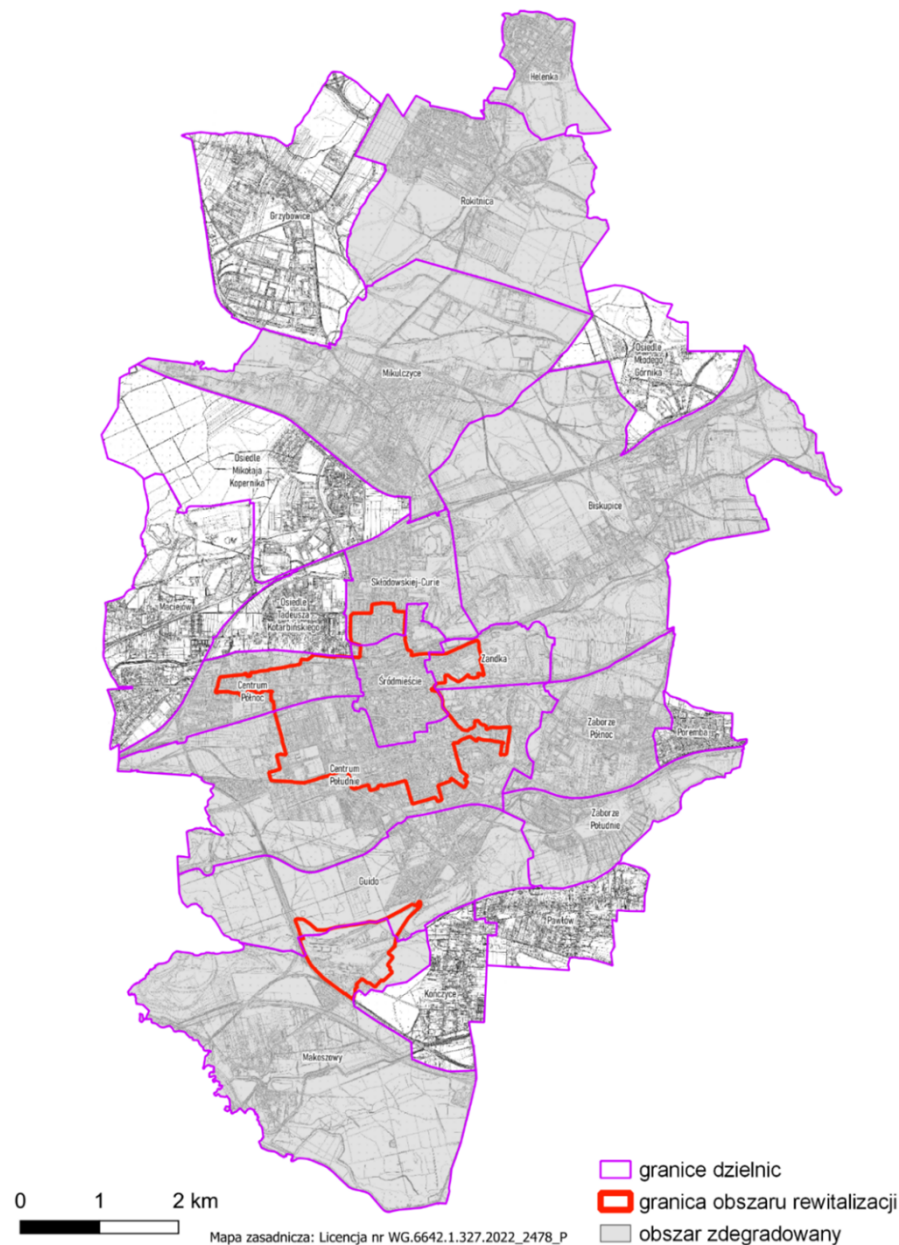 Helenka
Rokitnica
Grzybowice
Osiedle
Młodego
Górnika
Mikulczyce
Osiedle
Mikołaja
Kopernika
Biskupice
Skłodowskiej-Curie
Maciejów
Osiedle
Tadeusza
Kotarbińskiego
Zandka
Śródmieście
Centrum
Północ
Zaborze
Północ
Poremba
Centrum
Południe
Zaborze
Południe
Guido
Pawłów
Kończyce
Makoszowy
granice dzielnic
granica obszaru rewitalizacji
obszar zdegradowany
0 1 2 km
Mapa zasadnicza: Licencja nr WG.6642.1.327.2022_2478_P